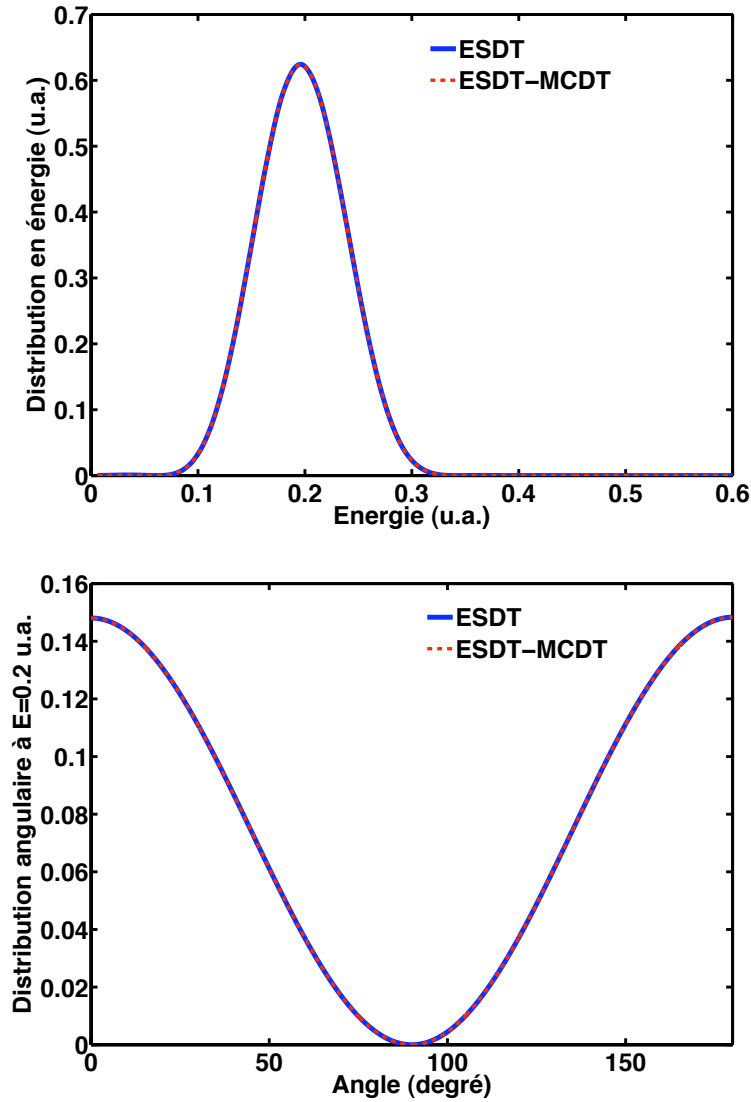 0.7
0.6
0.5
0.4
0.3
0.2
0.1
0
Distribution en énergie (u.a.)
ESDT
ESDT-MCDT
0 0.1 0.2 0.3 0.4 0.5 0.6
Energie (u.a.)
0.16
0.14
0.12
0.1
0.08
0.06
0.04
0.02
0
Distribution angulaire à E=0.2 u.a.
ESDT
ESDT-MCDT
0 50 100 150
Angle (degré)